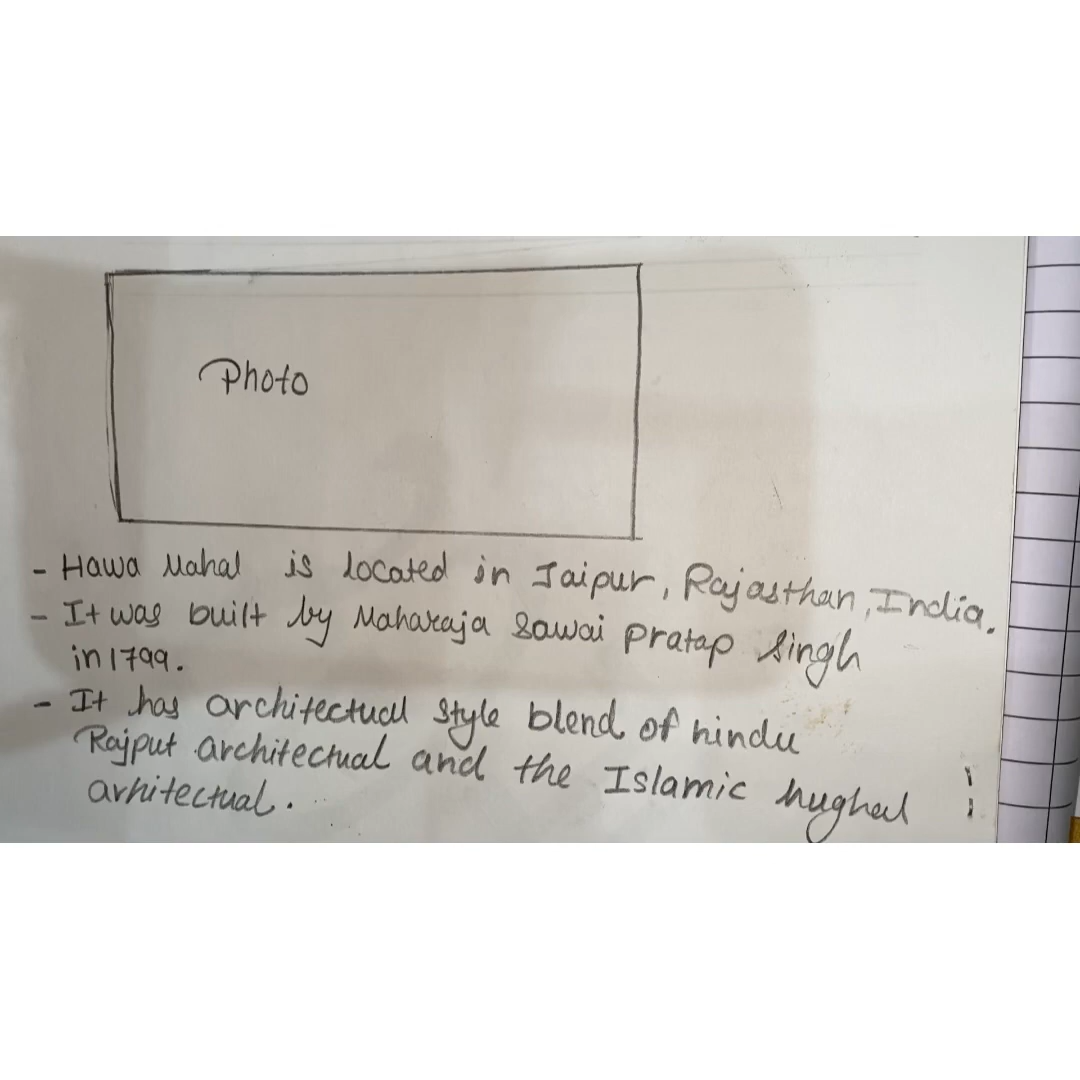 Photo
- Hawa Mahal is located in Jaipur, Rajasthan, India.
- It was built by Maharaja Sawai Pratap Singh
in 1799.
- It has architectual style blend of hindu
Rajput architectual and the Islamic hughal
arhitectual.